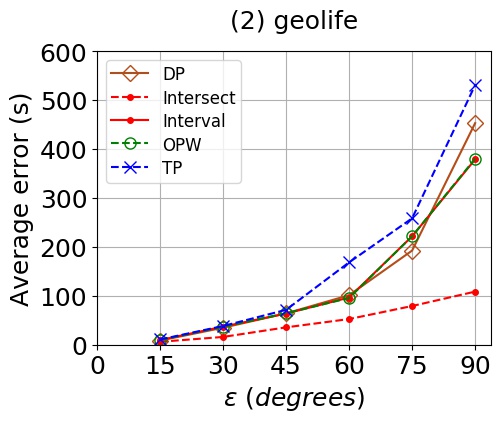 (2) geolife
Average error (s)
600
500
400
300
200
100
0
DP
Intersect
Interval
OPW
TP
0 15 30 45 60 75 90
ε (degrees)